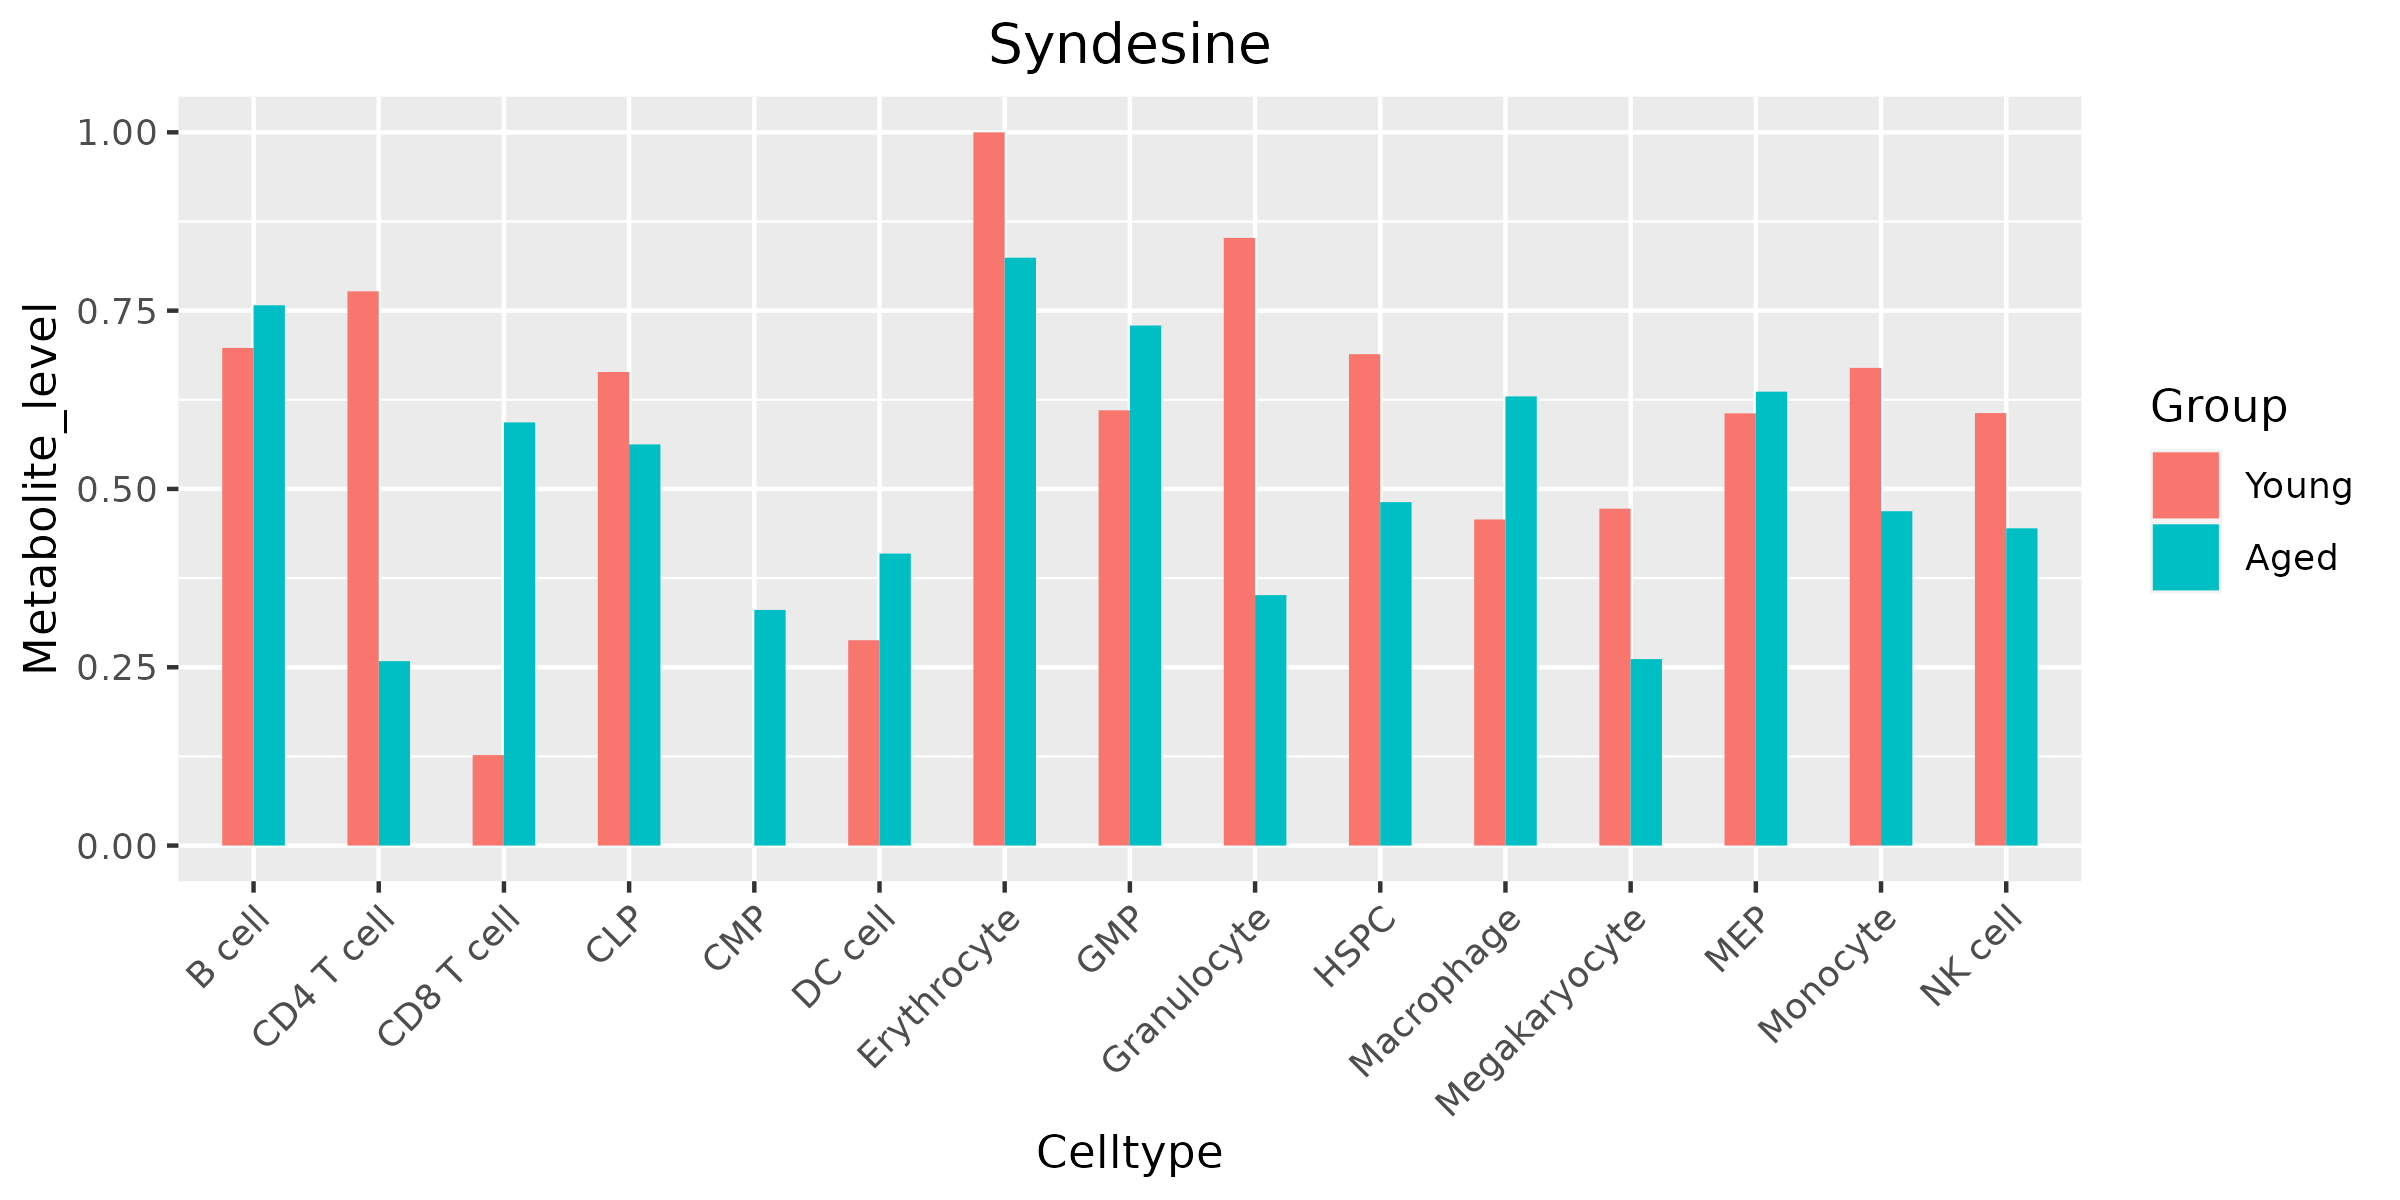 Syndesine
Metabolite_level
1.00
0.75
0.50
0.25
0.00
B cell
CD4 T cell
CD8 T cell
CLP
CMP
DC cell
Erythrocyte
GMP
Granulocyte
HSPC
Macrophage
Megakaryocyte
MEP
Monocyte
NK cell
Celltype
Group
Young
Aged